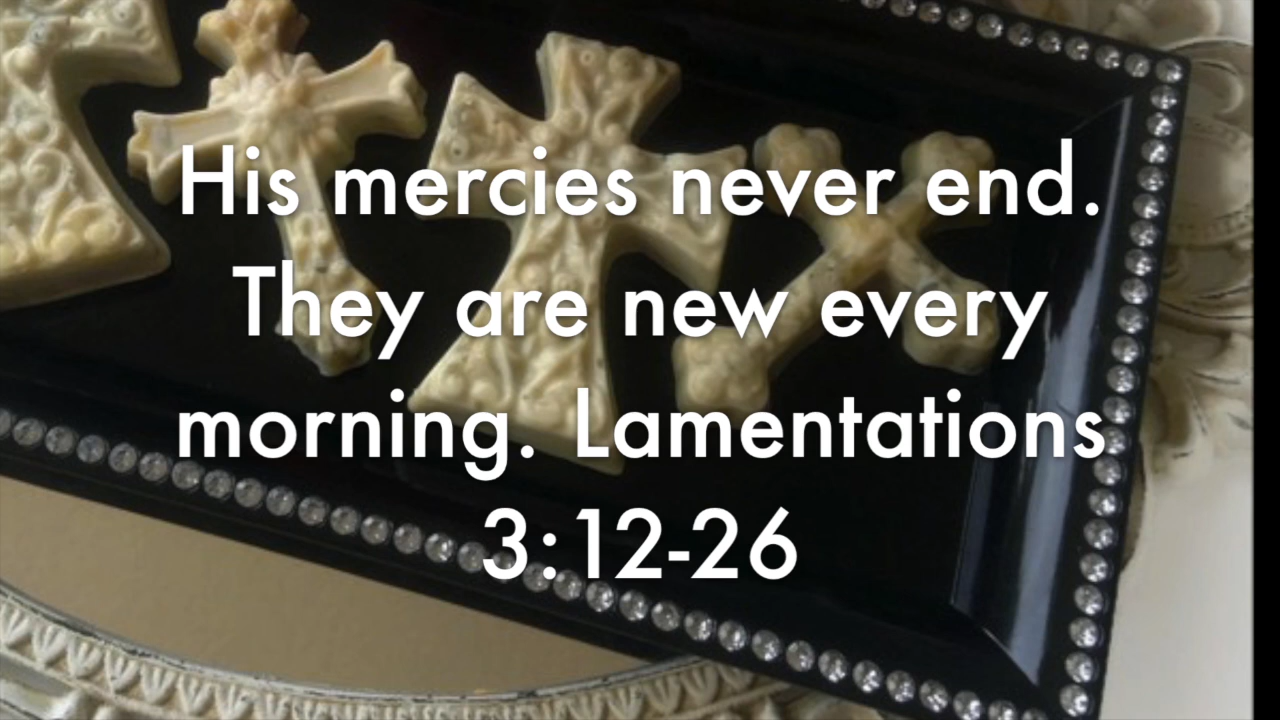 His mercies never end.
They are new every
morning. Lamentations
3:12-26